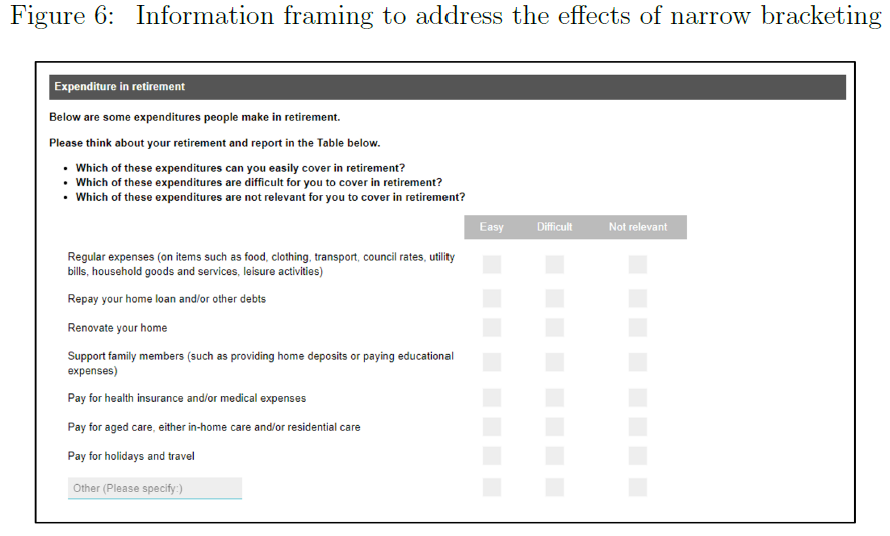 Figure 6: Information framing to address the effects of narrow bracketing
Expenditure in retirement
Below are some expenditures people make in retirement.
Please think about your retirement and report in the Table below.
• Which of these expenditures can you easily cover in retirement?
• Which of these expenditures are difficult for you to cover in retirement?
• Which of these expenditures are not relevant for you to cover in retirement?
Easy Difficult Not relevant
Regular expenses (on items such as food, clothing, transport, council rates, utility
bills, household goods and services, leisure activities)
Repay your home loan and/or other debts
Renovate your home
Support family members (such as providing home deposits or paying educational
expenses)
Pay for health insurance and/or medical expenses
Pay for aged care, either in-home care and/or residential care
Pay for holidays and travel
Other (Please specify:)